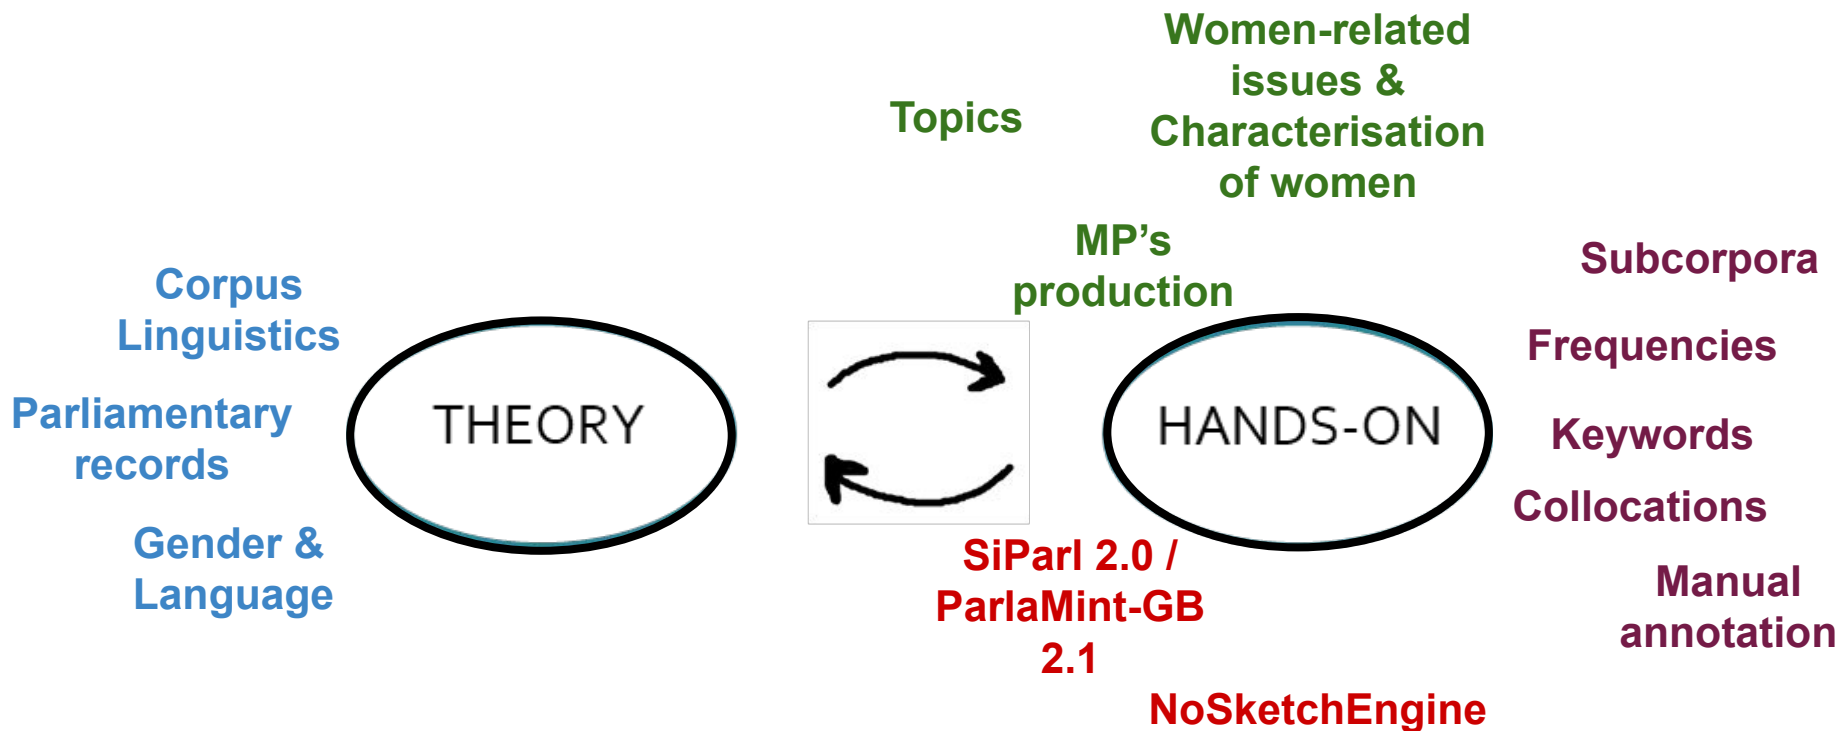 Corpus
Linguistics
Parliamentary
records
Gender &
Language
THEORY
Topics
Women-related
issues &
Characterisation
of women
MP’s
production
HANDS-ON
SiParl 2.0 /
ParlaMint-GB
2.1
NoSketchEngine
Subcorpora
Frequencies
Keywords
Collocations
Manual
annotation